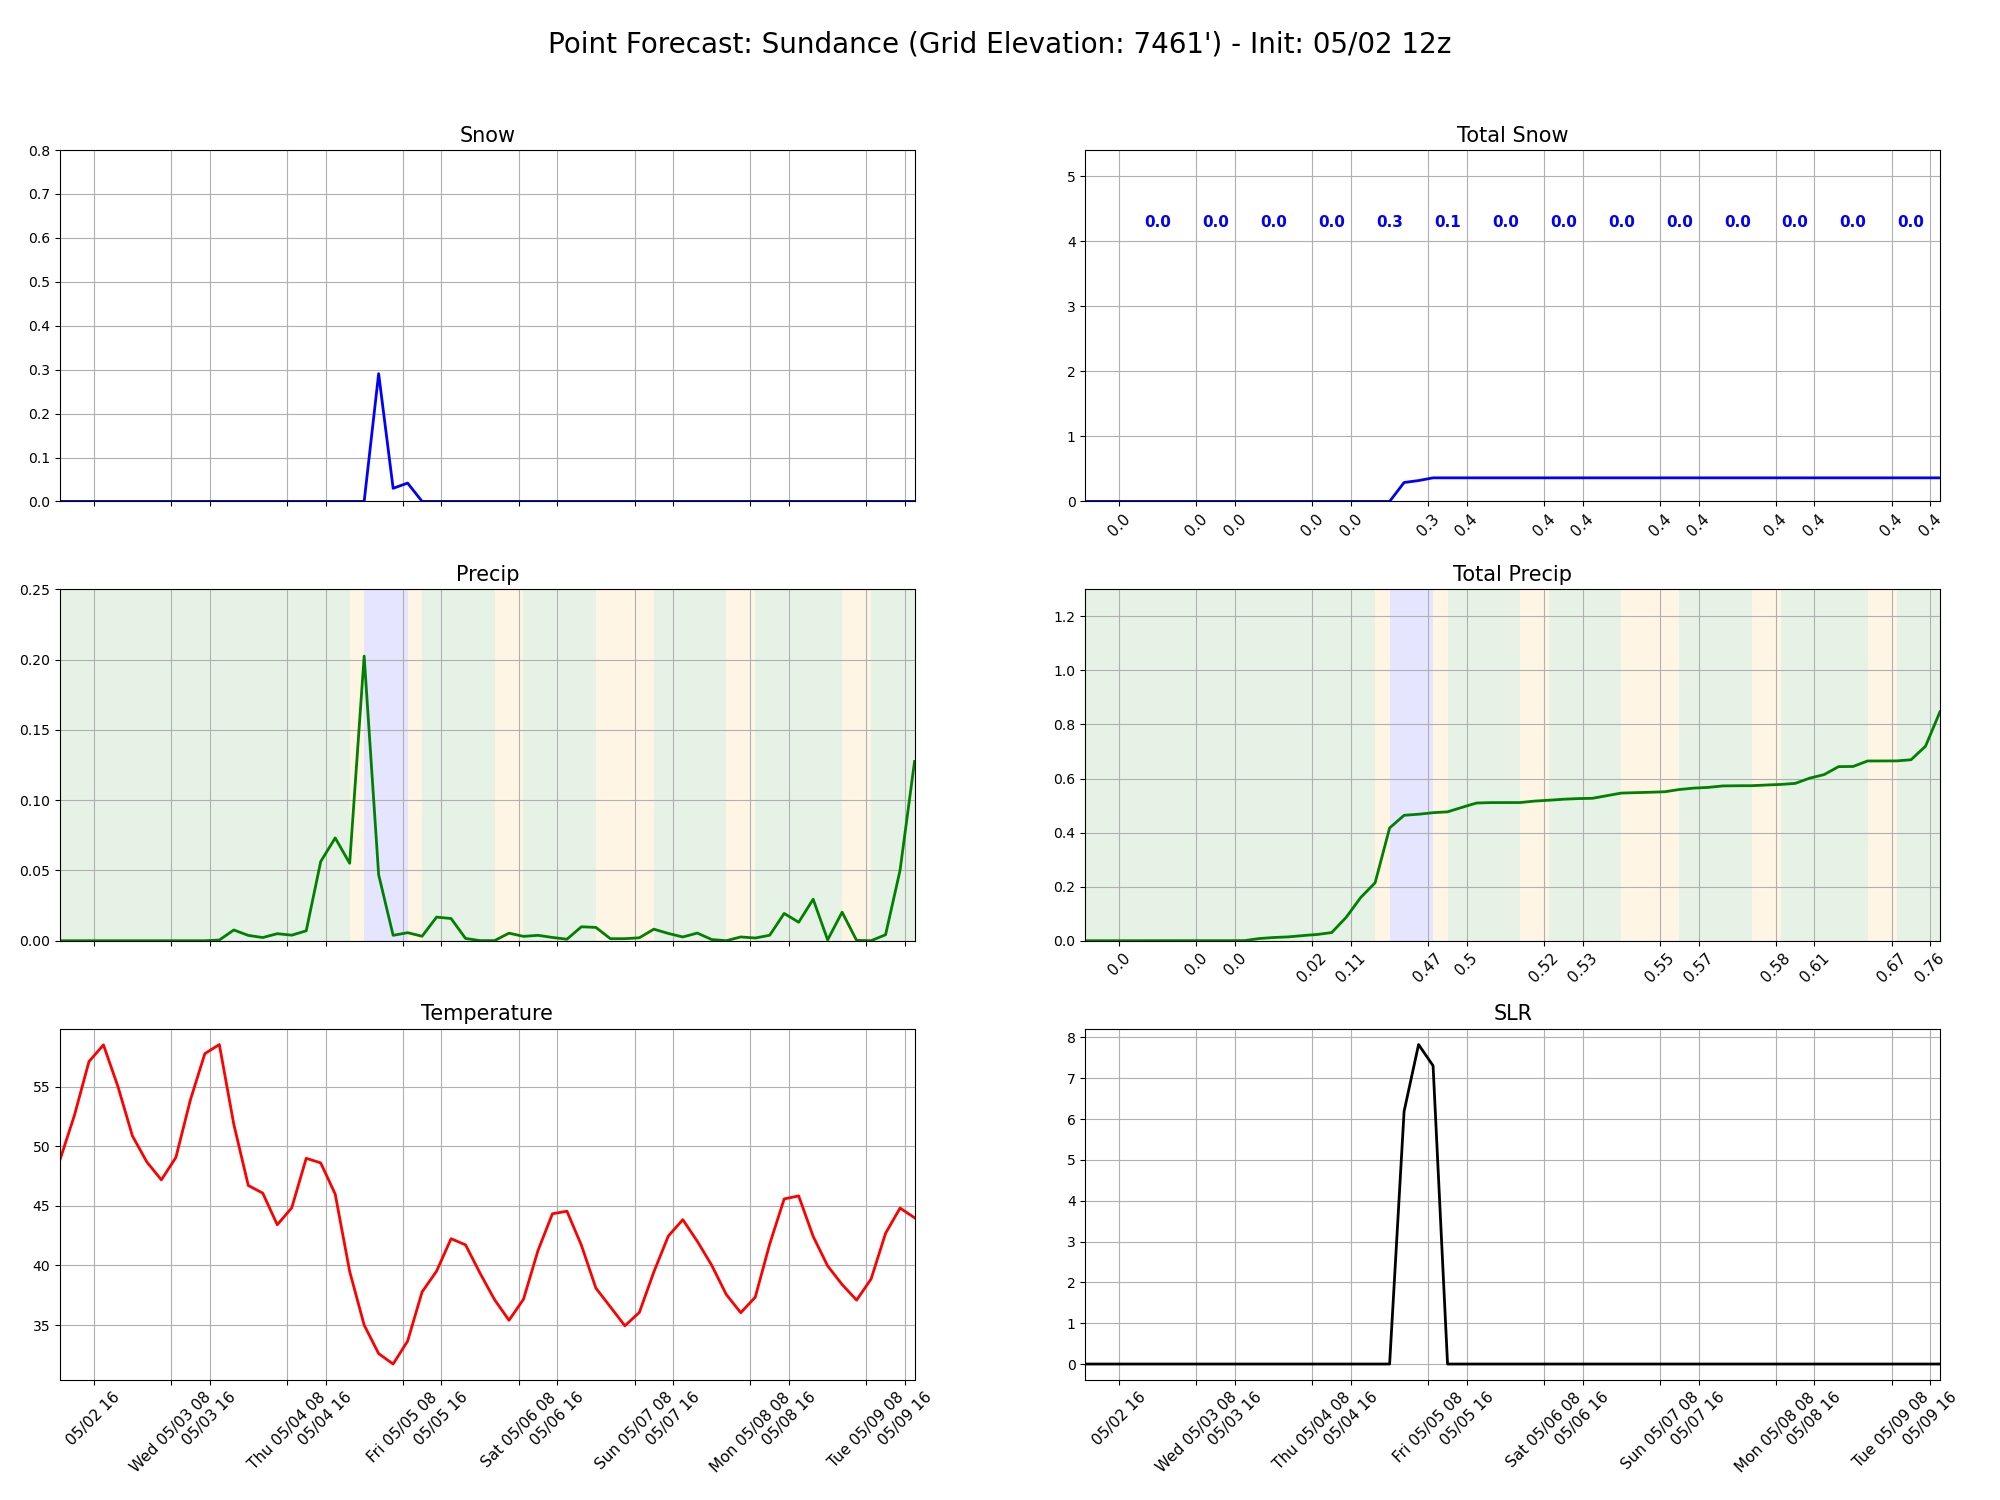 Point Forecast: Sundance (Grid Elevation: 7461') - Init: 05/02 12z
Snow
0.8
0.7
0.6
0.5
0.4
0.3
0.2
0.1
0.0
Total Snow
5
4
3
2
1
0
0.0 0.0 0.0 0.0 0.3 0.1 0.0 0.0 0.0 0.0 0.0 0.0 0.0 0.0
0.0 0.0 0.0 0.0 0.0 0.3 0.4 0.4 0.4 0.4 0.4 0.4 0.4 0.4 0.4
Precip
0.25
0.20
0.15
0.10
0.05
0.00
Total Precip
1.2
1.0
0.8
0.6
0.4
0.2
0.0
0.0 0.0 0.0 0.02 0.11 0.47 0.5 0.52 0.53 0.55 0.57 0.58 0.61 0.67 0.76
Temperature
55
50
45
40
35
05/02 16
Wed 05/03 08
05/03 16
Thu 05/04 08
05/04 16
Fri 05/05 08
05/05 16
Sat 05/06 08
05/06 16
Sun 05/07 08
05/07 16
Mon 05/08 08
05/08 16
Tue 05/09 08
05/09 16
SLR
8
7
6
5
4
3
2
1
0
05/02 16
Wed 05/03 08
05/03 16
Thu 05/04 08
05/04 16
Fri 05/05 08
05/05 16
Sat 05/06 08
05/06 16
Sun 05/07 08
05/07 16
Mon 05/08 08
05/08 16
Tue 05/09 08
05/09 16